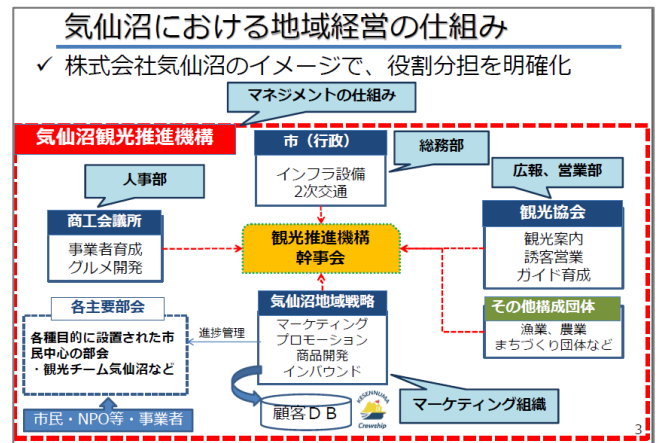 気仙沼における地域経営の仕組み
✓ 株式会社気仙沼のイメージで、役割分担を明確化
マネジメントの仕組み
気仙沼観光推進機構
市（行政）
インフラ設備
2次交通
総務部
人事部
広報、営業部
商工会議所
事業者育成
グルメ開発
観光推進機構
幹事会
観光協会
観光案内
誘客営業
ガイド育成
各主要部会
各種目的に設置された市
民中心の部会
・観光チーム気仙沼など
進捗管理
気仙沼地域戦略
マーケティング
プロモーション
商品開発
インバウンド
その他構成団体
漁業、農業
まちづくり団体など
市民・NPO等・事業者
顧客ＤＢ
KESENNUMA
Crewship
マーケティング組織
3